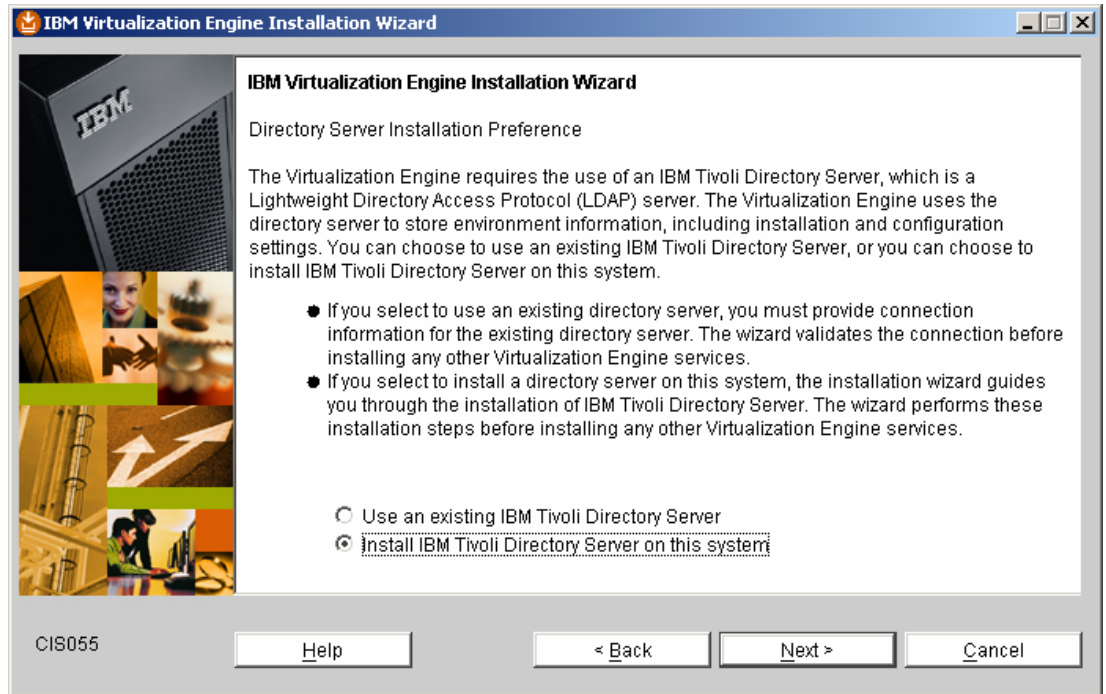 IBM Virtualization Engine Installation Wizard
IBM
IBM Virtualization Engine Installation Wizard
Directory Server Installation Preference
The Virtualization Engine requires the use of an IBM Tivoli Directory Server, which is a
Lightweight Directory Access Protocol (LDAP) server. The Virtualization Engine uses the
directory server to store environment information, including installation and configuration
settings. You can choose to use an existing IBM Tivoli Directory Server, or you can choose to
install IBM Tivoli Directory Server on this system.
If you select to use an existing directory server, you must provide connection
information for the existing directory server. The wizard validates the connection before
installing any other Virtualization Engine services.
If you select to install a directory server on this system, the installation wizard guides
you through the installation of IBM Tivoli Directory Server. The wizard performs these
installation steps before installing any other Virtualization Engine services.
Use an existing IBM Tivoli Directory Server
Install IBM Tivoli Directory Server on this system
CIS055
Help
< Back
Next >
Cancel